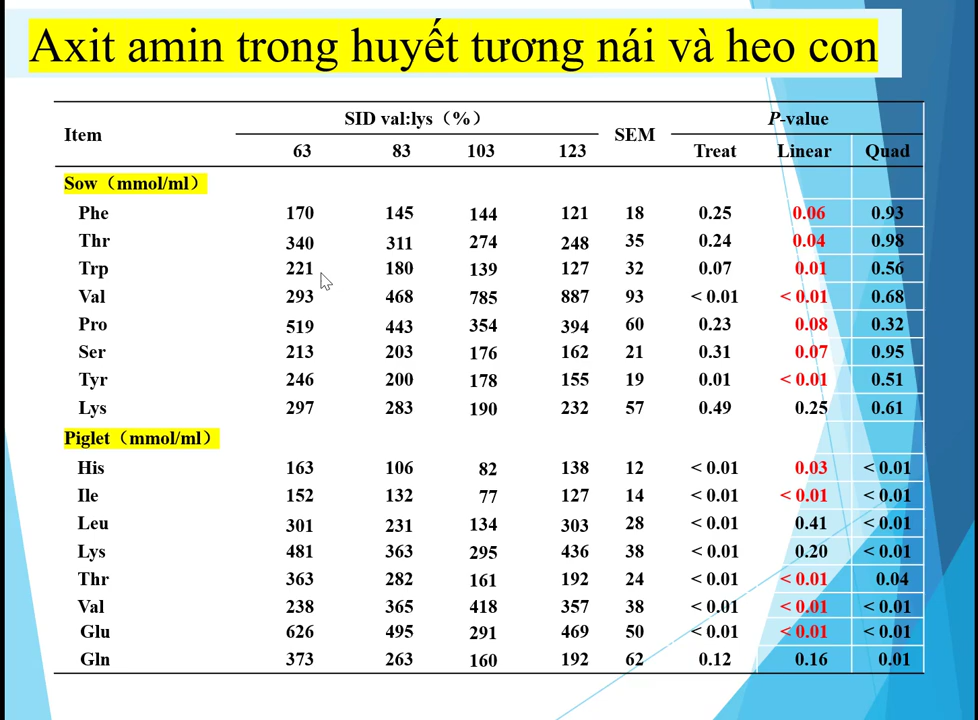 Axit amin trong huyết tương nái và heo con
Item SID val:lys（%） SEM P-value
63 83 103 123 Treat Linear Quad
Sow（mmol/ml）
Phe 170 145 144 121 18 0.25 0.06 0.93
Thr 340 311 274 248 35 0.24 0.04 0.98
Trp 221 180 139 127 32 0.07 0.01 0.56
Val 293 468 785 887 93 < 0.01 < 0.01 0.68
Pro 519 443 354 394 60 0.23 0.08 0.32
Ser 213 203 176 162 21 0.31 0.07 0.95
Tyr 246 200 178 155 19 0.01 < 0.01 0.51
Lys 297 283 190 232 57 0.49 0.25 0.61
Piglet（mmol/ml）
His 163 106 82 138 12 < 0.01 0.03 < 0.01
Ile 152 132 77 127 14 < 0.01 < 0.01 < 0.01
Leu 301 231 134 303 28 < 0.01 0.41 < 0.01
Lys 481 363 295 436 38 < 0.01 0.20 < 0.01
Thr 363 282 161 192 24 < 0.01 < 0.01 0.04
Val 238 365 418 357 38 < 0.01 < 0.01 < 0.01
Glu 626 495 291 469 50 < 0.01 < 0.01 < 0.01
Gln 373 263 160 192 62 0.12 0.16 0.01